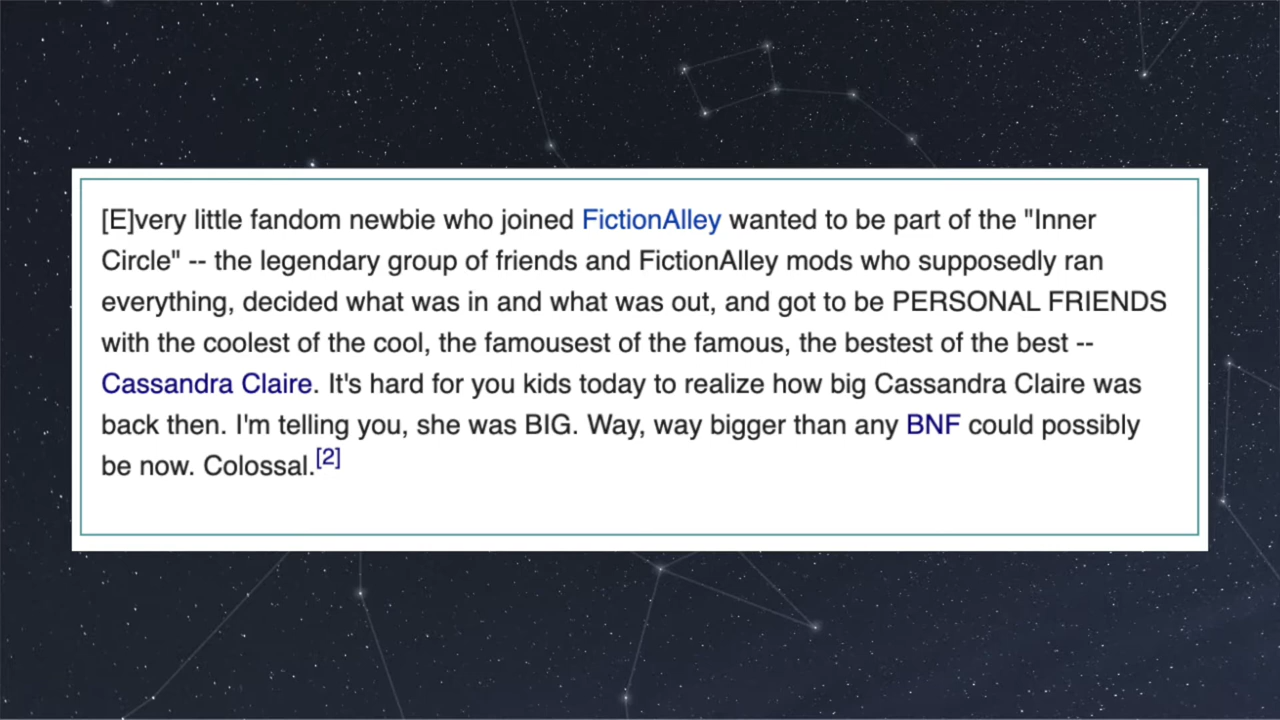 [E]very little fandom newbie who joined FictionAlley wanted to be part of the "Inner
Circle" -- the legendary group of friends and FictionAlley mods who supposedly ran
everything, decided what was in and what was out, and got to be PERSONAL FRIENDS
with the coolest of the cool, the famousest of the famous, the bestest of the best --
Cassandra Claire. It's hard for you kids today to realize how big Cassandra Claire was
back then. I'm telling you, she was BIG. Way, way bigger than any BNF could possibly
be now. Colossal.[2]